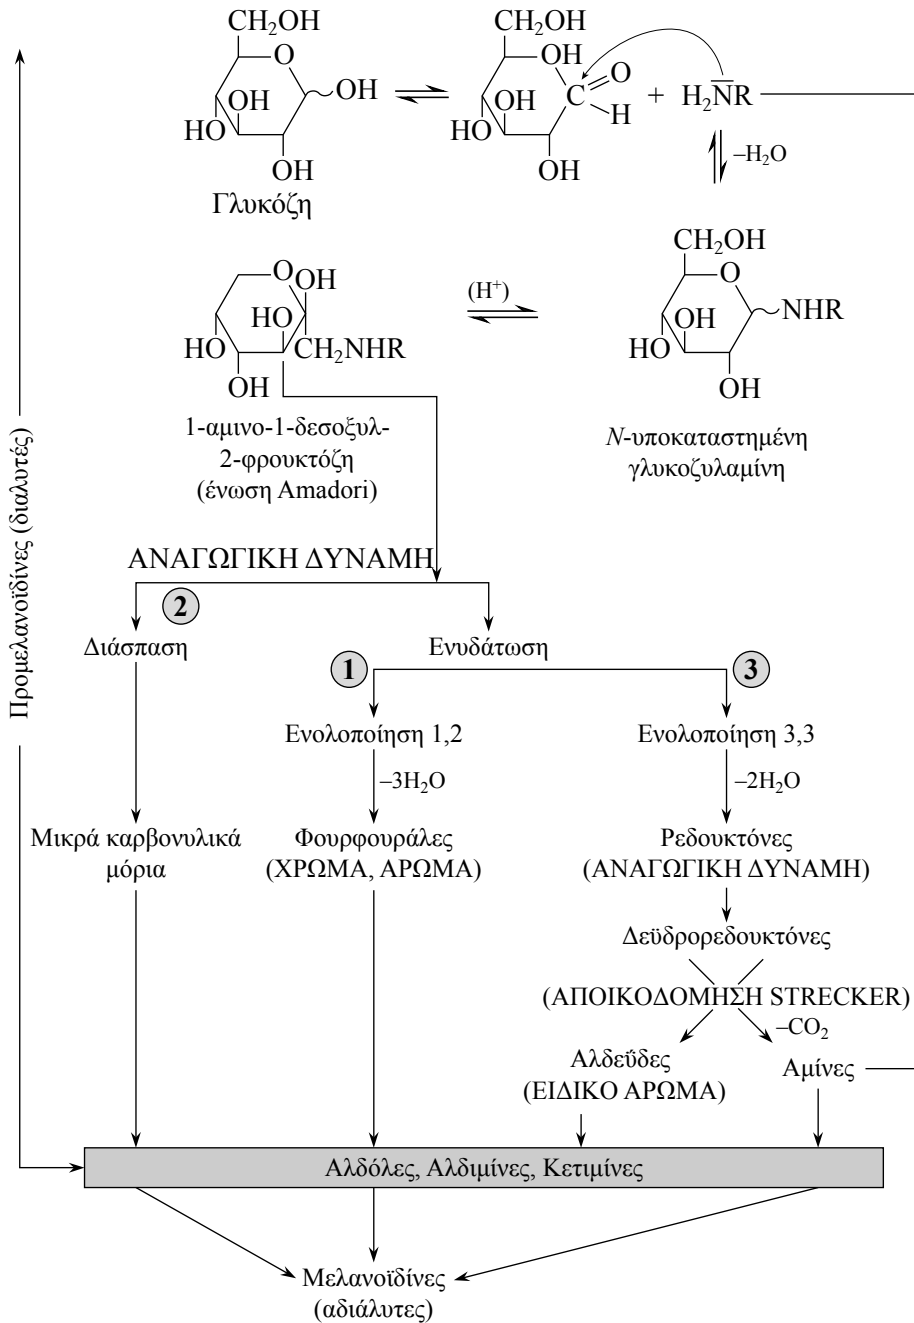 CH₂OH
O
OH
OH
HO
OH
Γλυκόζη
CH₂OH
OH
O
C
H
OH
HO
OH
+
H₂NR
–H₂O
O
OH
HO
HO
CH₂NHR
OH
1-αμινο-1-δεσοξυλ-
2-φρουκτόζη
(ένωση Amadori)
(H⁺)
CH₂OH
O
NHR
OH
HO
OH
N-υποκαταστημένη
γλυκοζυλαμίνη
Προμελανοϊδίνες (διαλυτές)
ΑΝΑΓΩΓΙΚΗ ΔΥΝΑΜΗ
2
Διάσπαση
Ενυδάτωση
1
3
Ενολοποίηση 1,2
Ενολοποίηση 3,3
–3H₂O
–2H₂O
Μικρά καρβονυλικά
μόρια
Φουρφουράλες
(ΧΡΩΜΑ, ΑΡΩΜΑ)
Ρεδουκτόνες
(ΑΝΑΓΩΓΙΚΗ ΔΥΝΑΜΗ)
Δεϋδρορεδουκτόνες
(ΑΠΟΙΚΟΔΟΜΗΣΗ STRECKER)
–CO₂
Αλδεΰδες
(ΕΙΔΙΚΟ ΑΡΩΜΑ)
Αμίνες
Αλδόλες, Αλδιμίνες, Κετιμίνες
Μελανοϊδίνες
(αδιάλυτες)